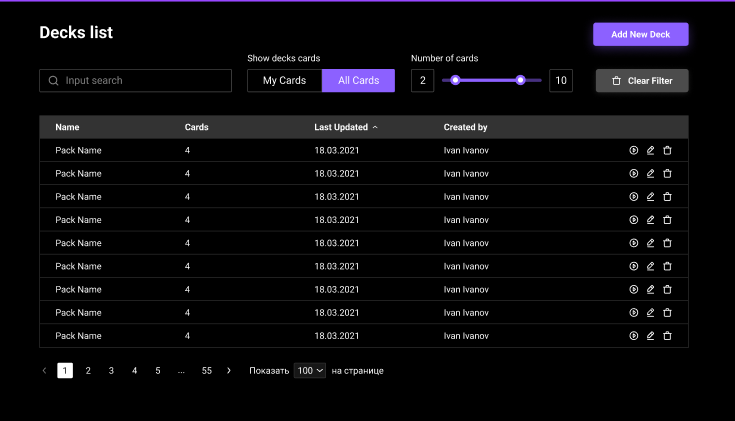 Decks list
Add New Deck
Show decks cards
Number of cards
Input search
My Cards
All Cards
2
10
Clear Filter
Name Cards Last Updated Created by
Pack Name 4 18.03.2021 Ivan Ivanov
Pack Name 4 18.03.2021 Ivan Ivanov
Pack Name 4 18.03.2021 Ivan Ivanov
Pack Name 4 18.03.2021 Ivan Ivanov
Pack Name 4 18.03.2021 Ivan Ivanov
Pack Name 4 18.03.2021 Ivan Ivanov
Pack Name 4 18.03.2021 Ivan Ivanov
Pack Name 4 18.03.2021 Ivan Ivanov
Pack Name 4 18.03.2021 Ivan Ivanov
1 2 3 4 5 ... 55 Показать 100 на странице